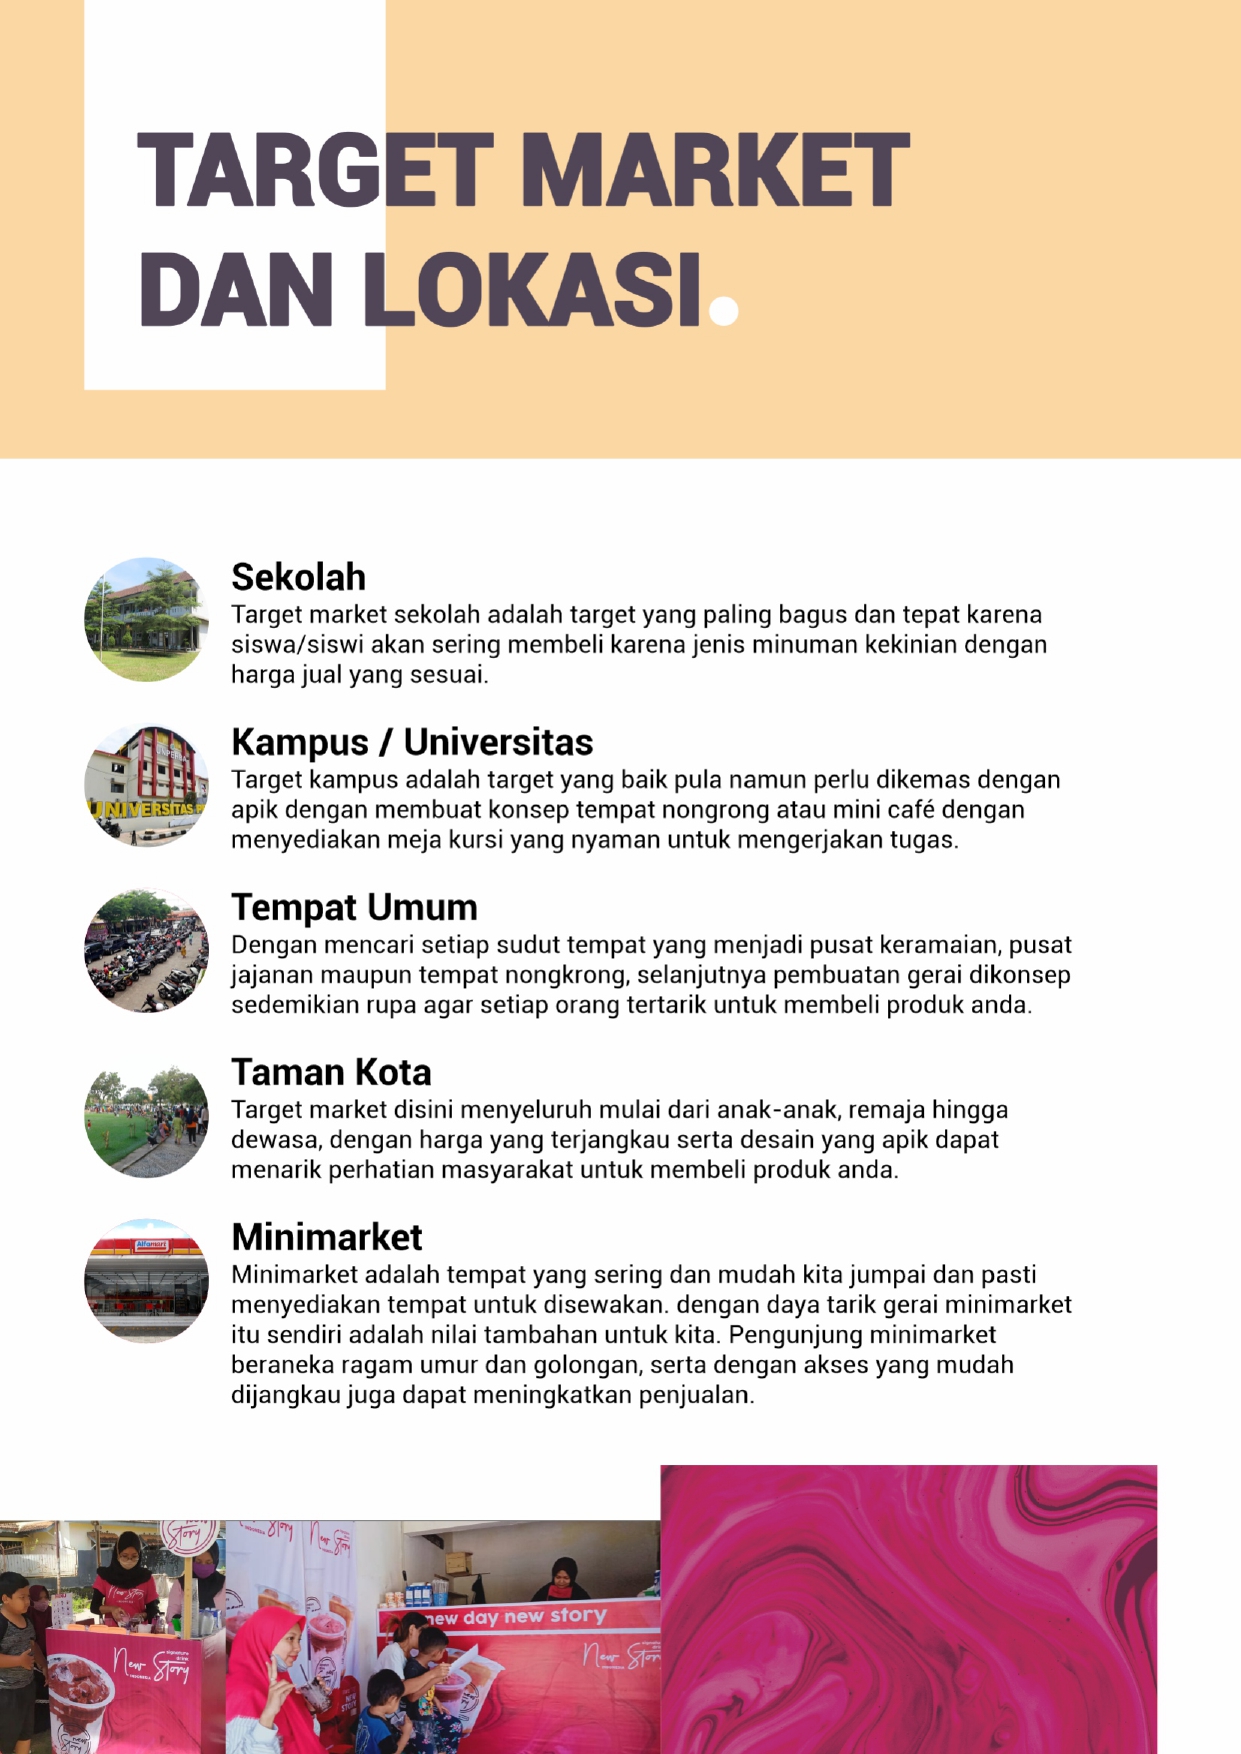 TARGET MARKET
DAN LOKASI.
Sekolah
Target market sekolah adalah target yang paling bagus dan tepat karena
siswa/siswi akan sering membeli karena jenis minuman kekinian dengan
harga jual yang sesuai.
Kampus / Universitas
Target kampus adalah target yang baik pula namun perlu dikemas dengan
apik dengan membuat konsep tempat nongrong atau mini café dengan
menyediakan meja kursi yang nyaman untuk mengerjakan tugas.
UNIVERSITAS
Tempat Umum
Dengan mencari setiap sudut tempat yang menjadi pusat keramaian, pusat
jajanan maupun tempat nongkrong, selanjutnya pembuatan gerai dikonsep
sedemikian rupa agar setiap orang tertarik untuk membeli produk anda.
Taman Kota
Target market disini menyeluruh mulai dari anak-anak, remaja hingga
dewasa, dengan harga yang terjangkau serta desain yang apik dapat
menarik perhatian masyarakat untuk membeli produk anda.
Minimarket
Alfamart
Minimarket adalah tempat yang sering dan mudah kita jumpai dan pasti
menyediakan tempat untuk disewakan. dengan daya tarik gerai minimarket
itu sendiri adalah nilai tambahan untuk kita. Pengunjung minimarket
beraneka ragam umur dan golongan, serta dengan akses yang mudah
dijangkau juga dapat meningkatkan penjualan.
Story
Story
New
new day new story
New Story
New Story